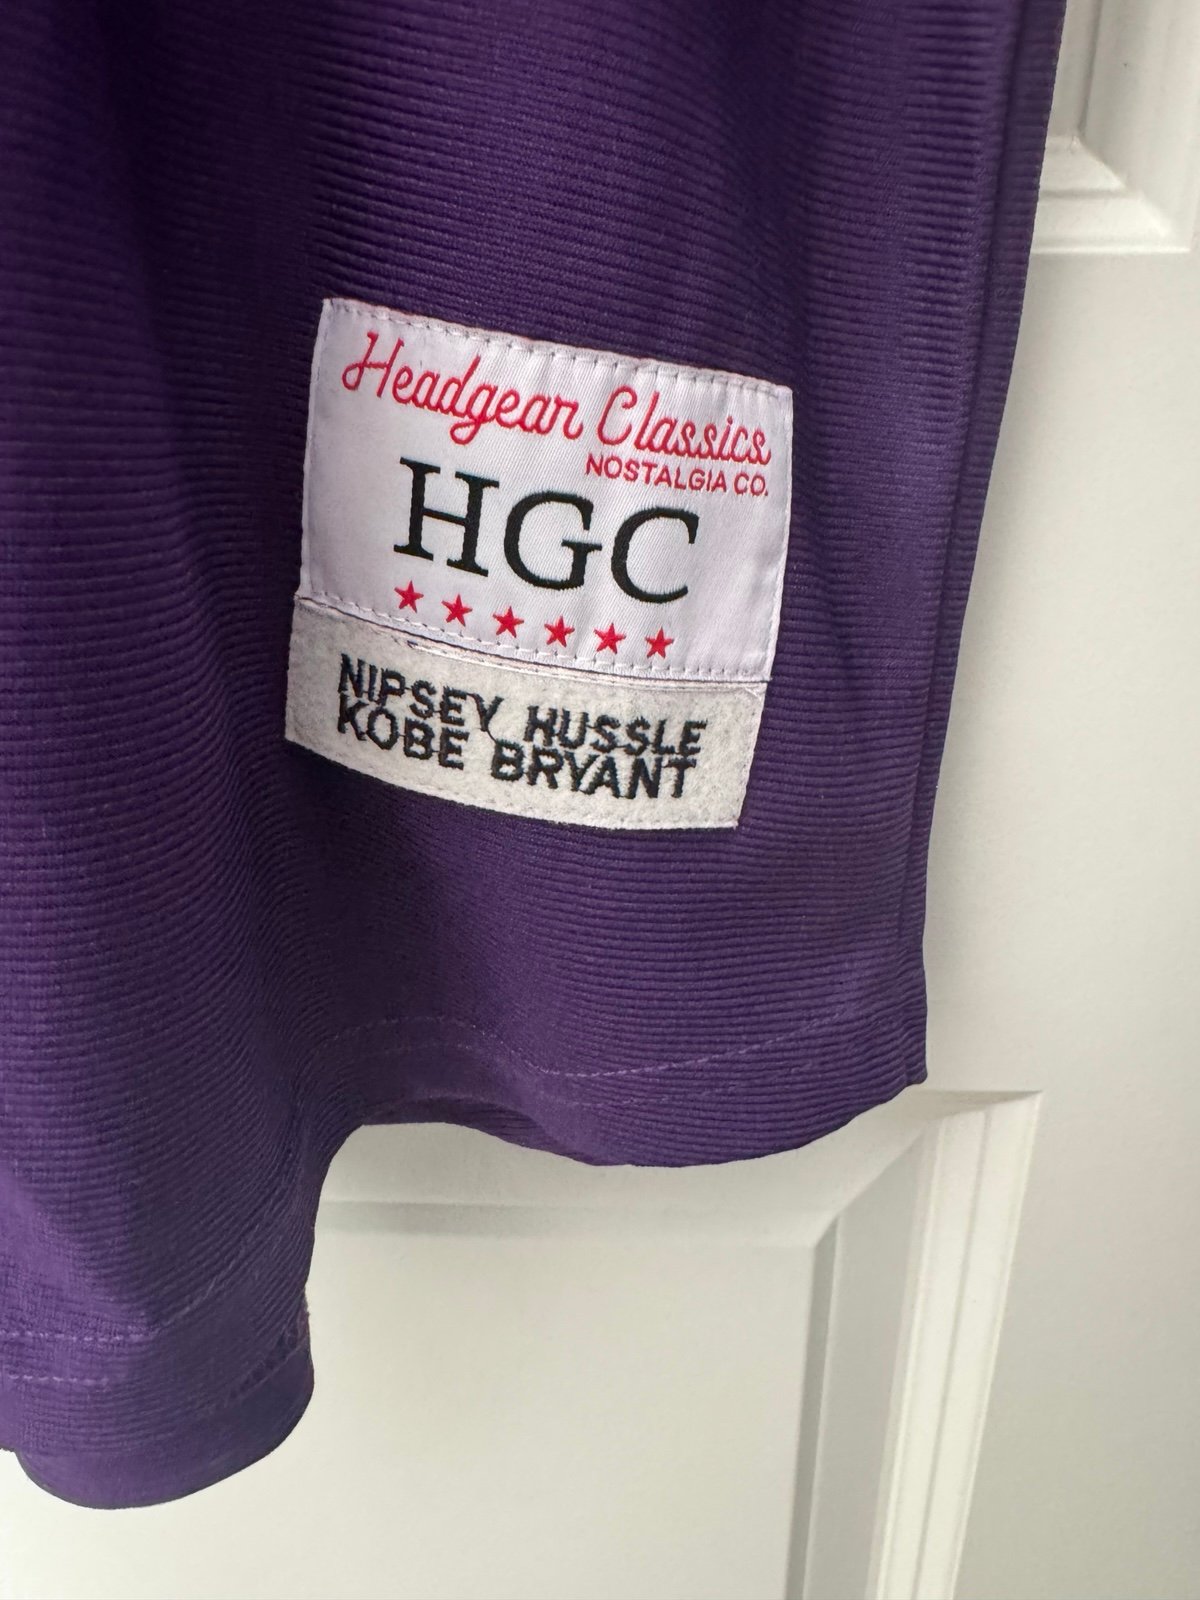 Headgear Classics
NOSTALGIA CO.
HGC
NIPSEY HUSSLE
KOBE BRYANT